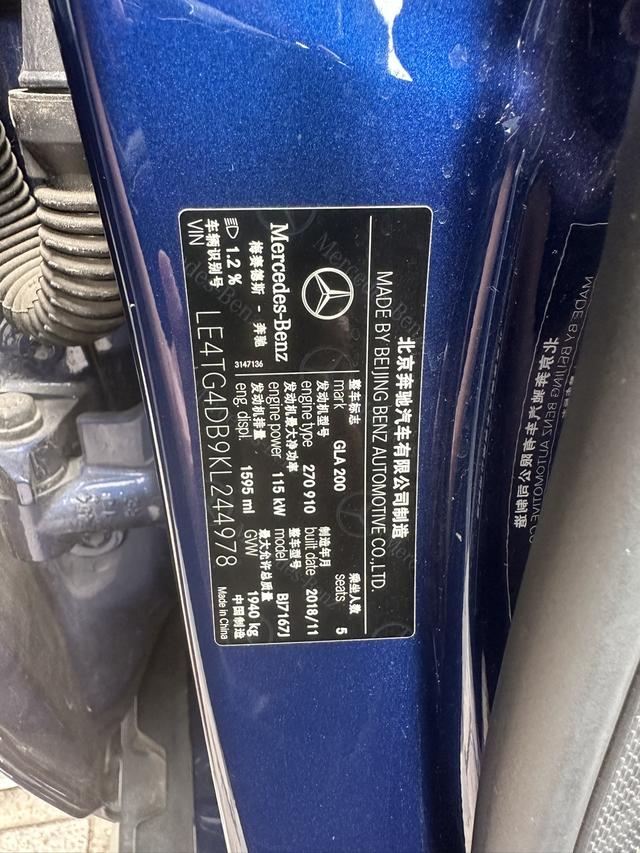 北京奔驰汽车有限公司制造
MADE BY BEIJING BENZ AUTOMOTIVE CO.,LTD.
Mercedes-Benz
梅赛德斯 - 奔驰
3147136
整车标志 mark GLA 200
乘坐人数 seats 5
发动机型号 engine type 270 910
制造年月 built date 2018/11
发动机最大净功率 engine power 115 kW
整车型号 model BJ7167J
发动机排量 eng. displ. 1595 ml
最大允许总质量 GVW 1940 kg
1.2 %
车辆识别号
VIN LE4TG4DB9KL244978
中国制造
Made in China